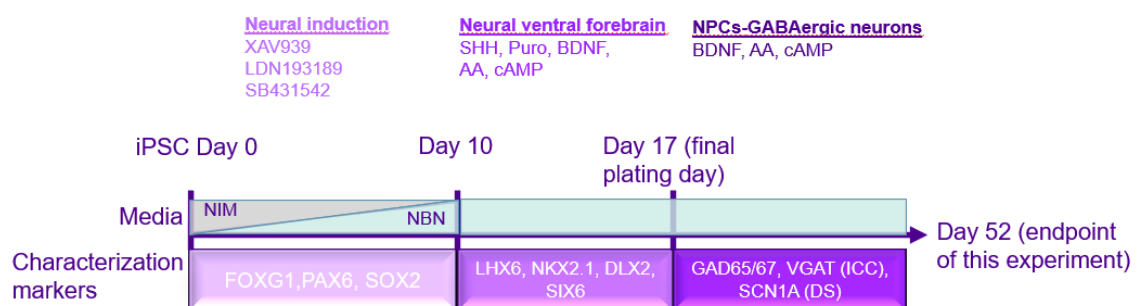 Neural induction
XAV939
LDN193189
SB431542
Neural ventral forebrain
SHH, Puro, BDNF,
AA, cAMP
NPCs-GABAergic neurons
BDNF, AA, cAMP
iPSC Day 0
Day 10
Day 17 (final
plating day)
Media
NIM
NBN
Day 52 (endpoint
of this experiment)
Characterization
markers
FOXG1,PAX6, SOX2
LHX6, NKX2.1, DLX2,
SIX6
GAD65/67, VGAT (ICC),
SCN1A (DS)